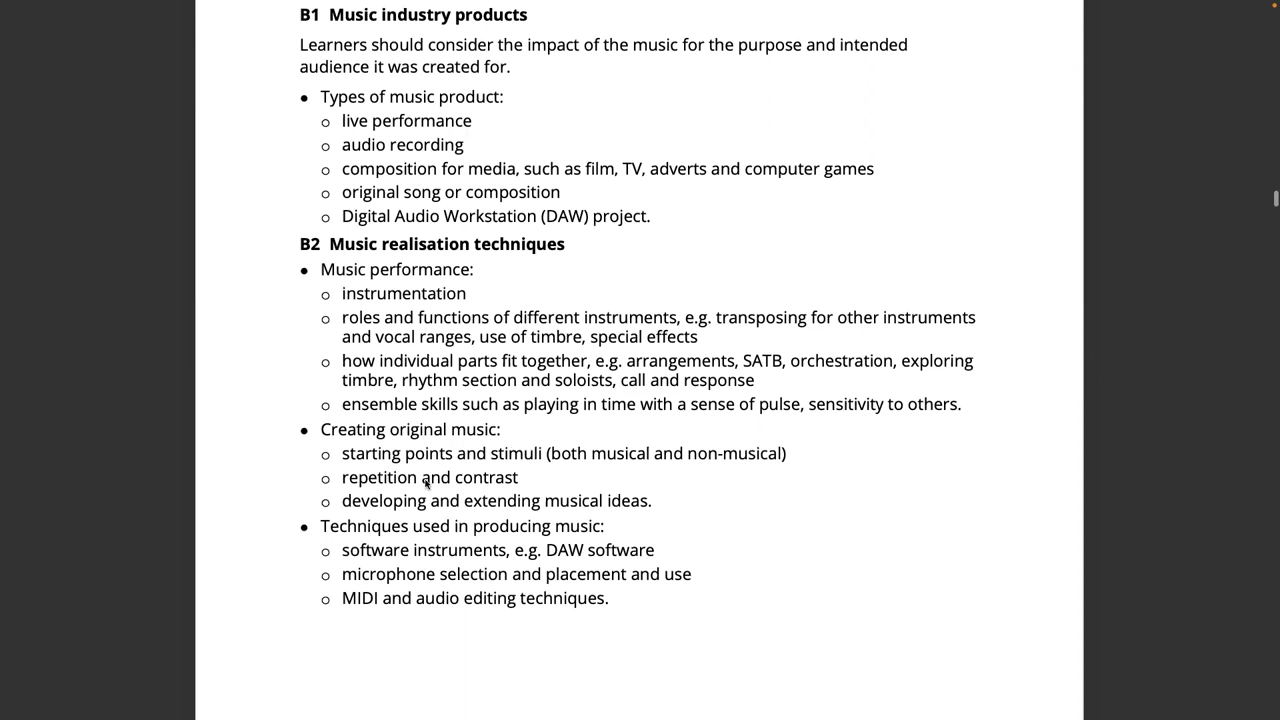 B1 Music industry products
Learners should consider the impact of the music for the purpose and intended
audience it was created for.
● Types of music product:
○ live performance
○ audio recording
○ composition for media, such as film, TV, adverts and computer games
○ original song or composition
○ Digital Audio Workstation (DAW) project.
B2 Music realisation techniques
● Music performance:
○ instrumentation
○ roles and functions of different instruments, e.g. transposing for other instruments
and vocal ranges, use of timbre, special effects
○ how individual parts fit together, e.g. arrangements, SATB, orchestration, exploring
timbre, rhythm section and soloists, call and response
○ ensemble skills such as playing in time with a sense of pulse, sensitivity to others.
● Creating original music:
○ starting points and stimuli (both musical and non-musical)
○ repetition and contrast
○ developing and extending musical ideas.
● Techniques used in producing music:
○ software instruments, e.g. DAW software
○ microphone selection and placement and use
○ MIDI and audio editing techniques.